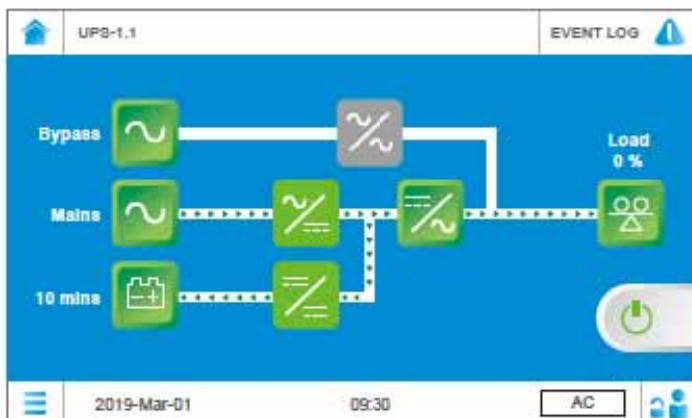 UPS-1.1
EVENT LOG
Bypass
Load
0 %
Mains
10 mins
2019-Mar-01
09:30
AC